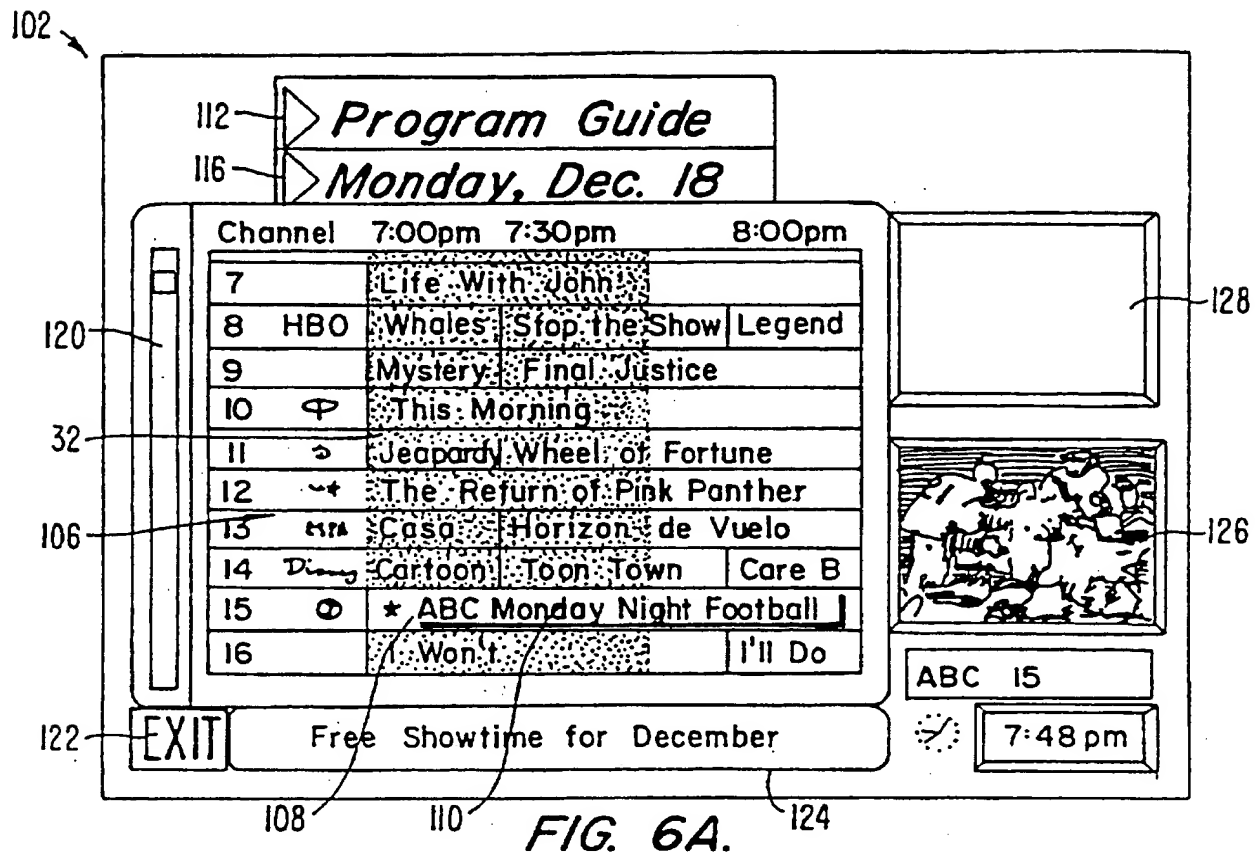 102
112
Program Guide
116
Monday, Dec. 18
Channel 7:00pm 7:30pm 8:00pm
7 Life With John
8 HBO Whales Stop the Show Legend
128
120
9 Mystery Final Justice
10 This Morning
32
11 Jeapardy Wheel of Fortune
12 The Return of Pink Panther
106
13 Casa Horizon de Vuelo
126
14 Disney Cartoon Toon Town Care B
15 * ABC Monday Night Football
16 I Won't I'll Do
ABC 15
122
EXIT
Free Showtime for December
7:48pm
108 110 124
FIG. 6A.